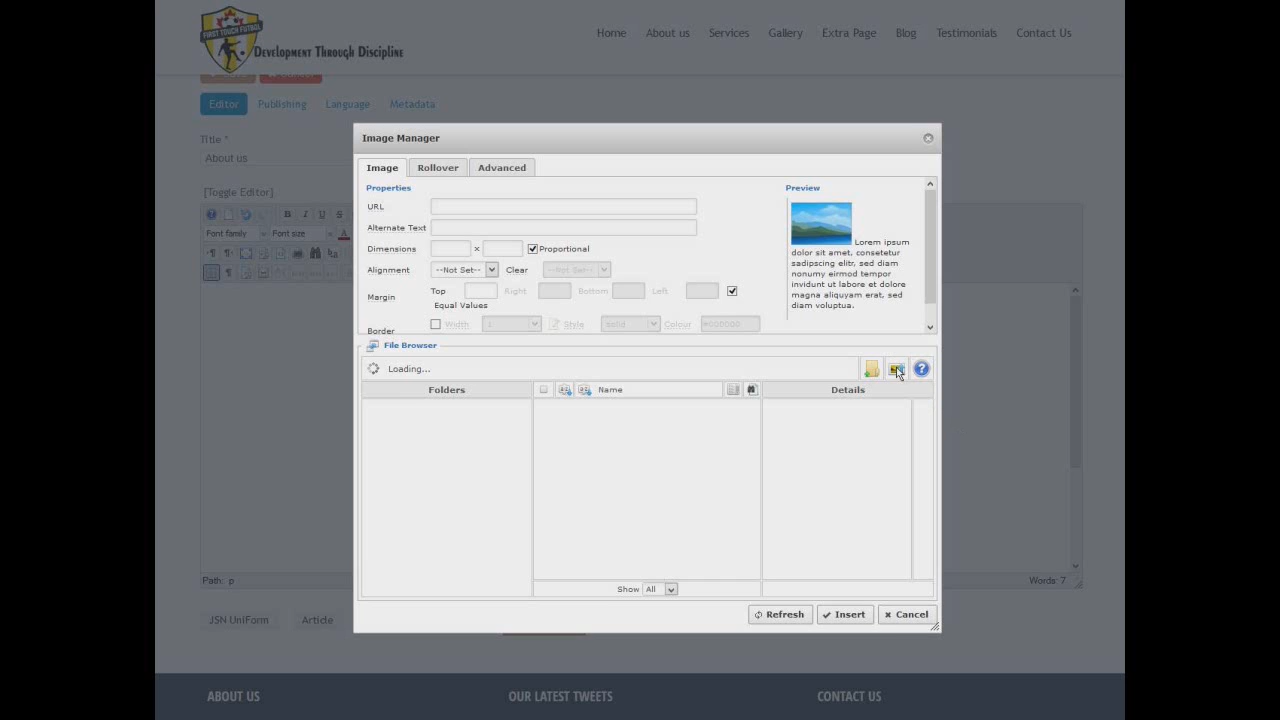 FIRST TOUCH FUTBOL
Development Through Discipline
Home About us Services Gallery Extra Page Blog Testimonials Contact Us
Editor Publishing Language Metadata
Title *
About us
[Toggle Editor]
B I U
Font family Font size A
Image Manager
Image Rollover Advanced
Properties Preview
URL
Alternate Text
Dimensions x Proportional
Alignment --Not Set-- Clear --Not Set--
Margin Top Right Bottom Left
Equal Values
Border Width 1 Style solid Colour #000000
Lorem ipsum
dolor sit amet, consetetur
sadipscing elitr, sed diam
nonumy eirmod tempor
invidunt ut labore et dolore
magna aliquyam erat, sed
diam voluptua.
File Browser
Loading... ?
Folders Name Details
Show All
Refresh Insert Cancel
Path: p Words: 7
JSN UniForm Article
ABOUT US OUR LATEST TWEETS CONTACT US